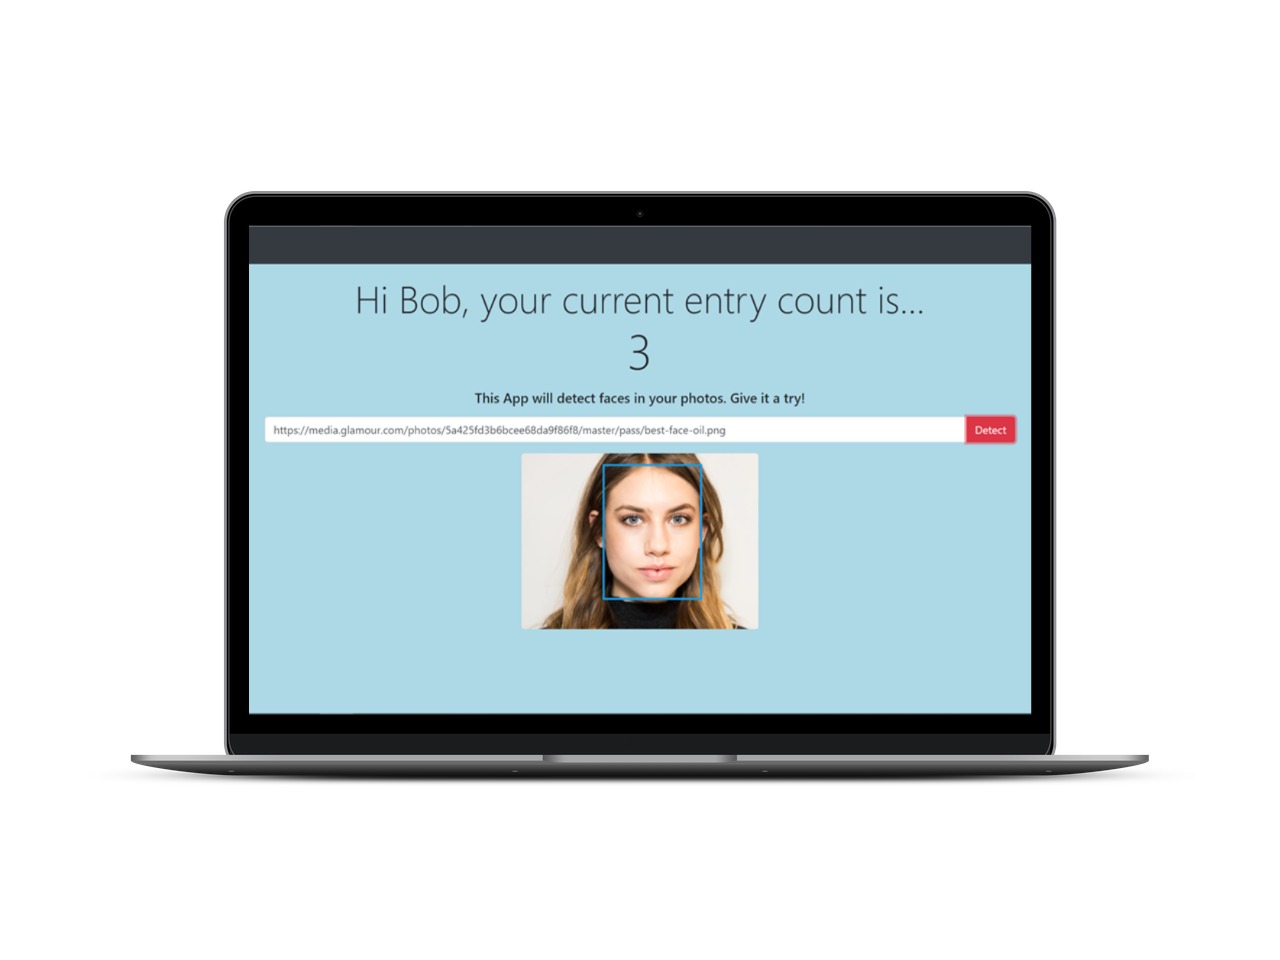 Hi Bob, your current entry count is...
3
This App will detect faces in your photos. Give it a try!
https://media.glamour.com/photos/5a425fd3b6bcee68da9f86f8/master/pass/best-face-oil.png
Detect